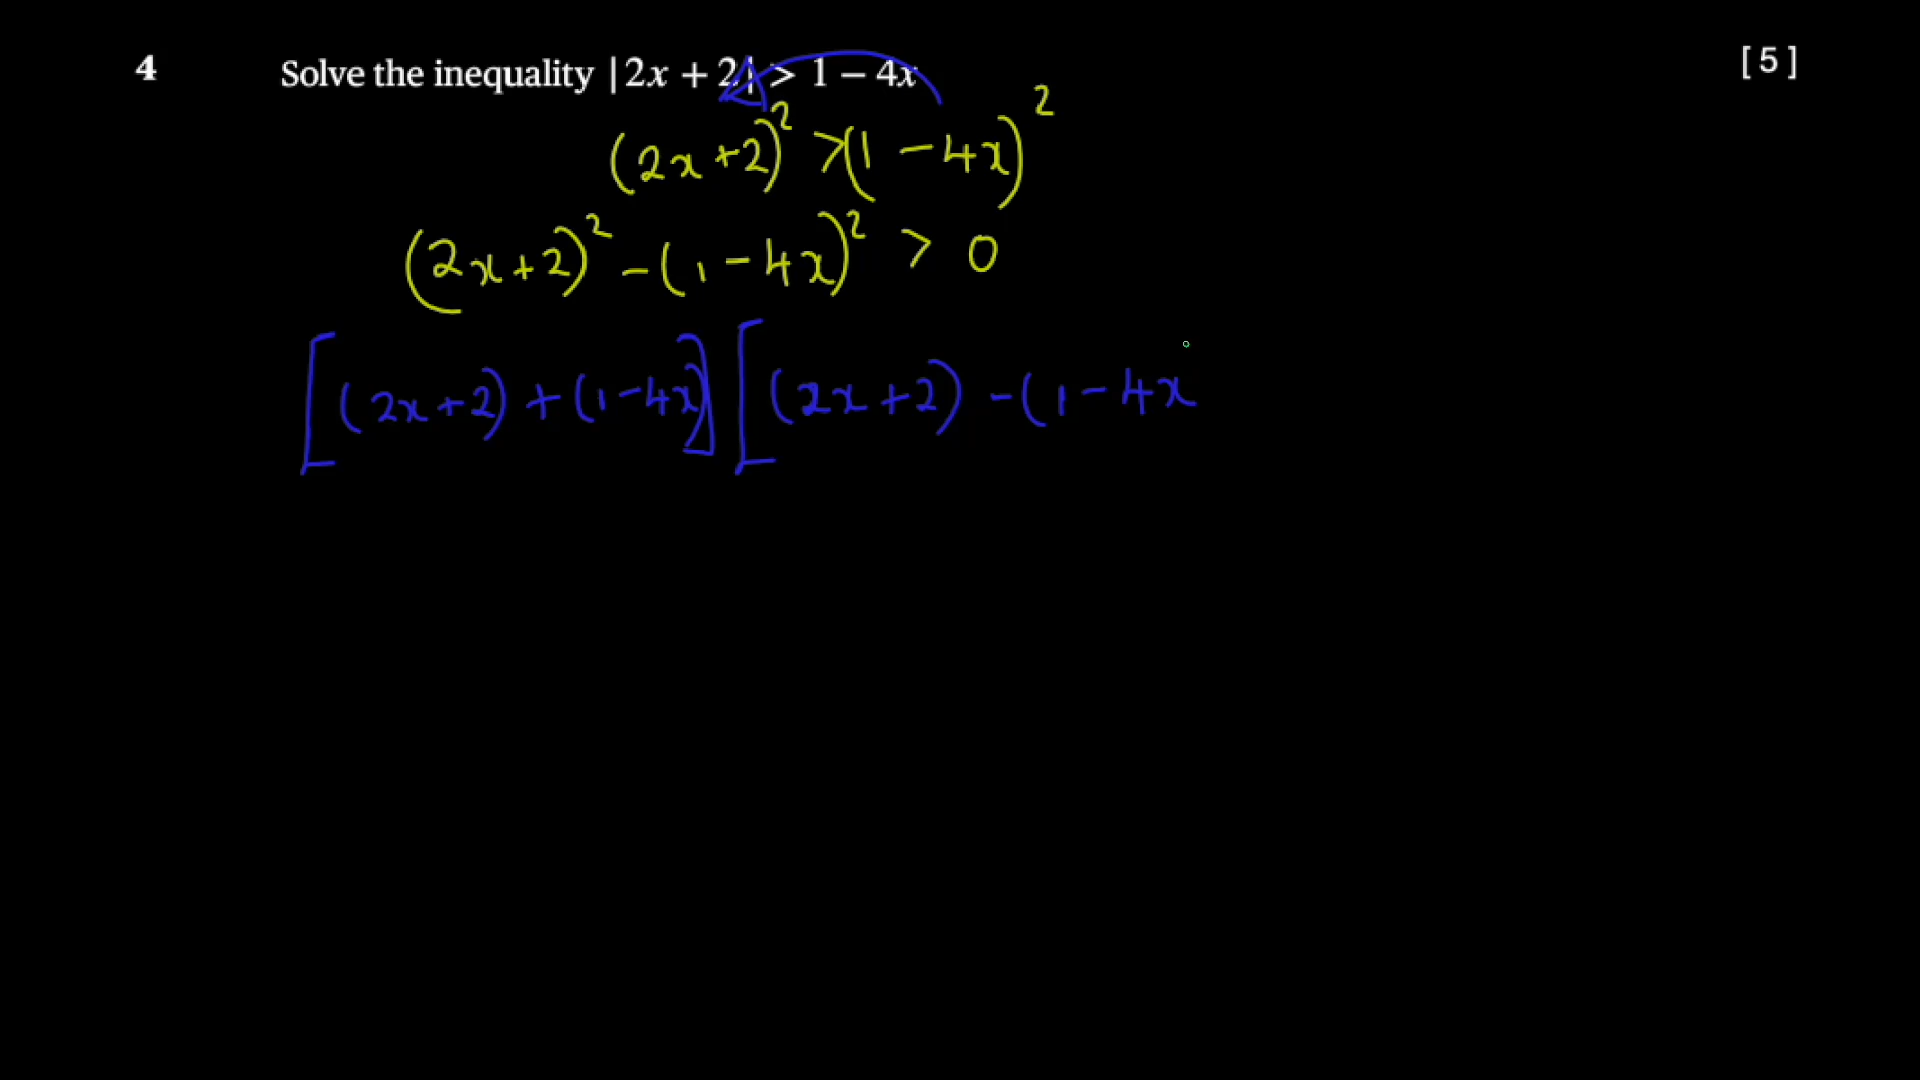 4 Solve the inequality |2x + 2| > 1 − 4x [5]
(2x+2)² >(1 − 4x)²
(2x+2)² − (1 − 4x)² > 0
[(2x+2) + (1−4x)] [(2x+2) − (1 − 4x